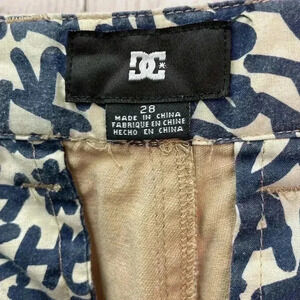 DC
28
MADE IN CHINA
FABRIQUE EN CHINE
HECHO EN CHINA